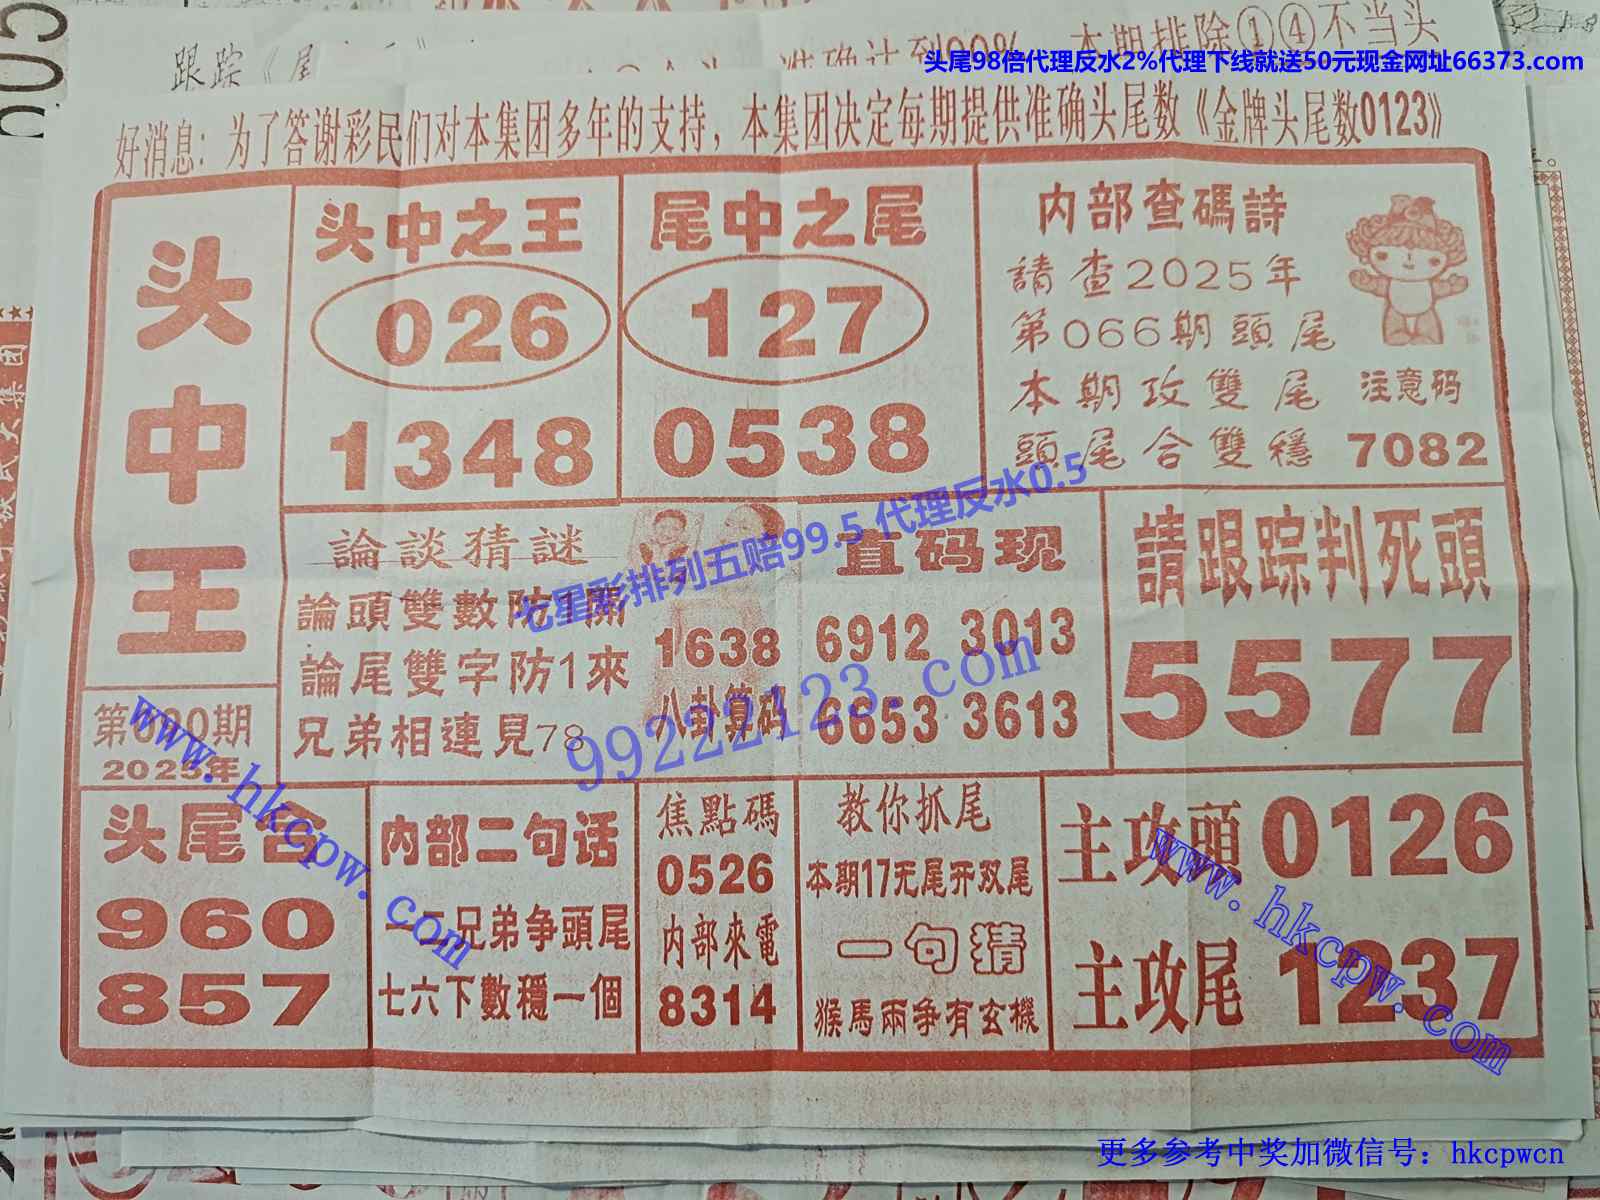 本期排除①④不当头
跟踪《尾
头尾98倍代理反水2%代理下线就送50元现金网址66373.com
好消息：为了答谢彩民们对本集团多年的支持，本集团决定每期提供准确头尾数《金牌头尾数0123》
头中王
第
期
2025年
头中之王
026
1348
尾中之尾
127
0538
内部查碼詩
請查2025年
第066期頭尾
本期攻雙尾
頭尾合雙穩
注意码
7082
論談猜謎
論頭雙數防1開
論尾雙字防1來
兄弟相連見78
1638
八卦算码
直码现
6912 3013
6653 3613
請跟踪判死頭
5577
七星彩排列五赔99.5 代理反水0.5
99222123.com
www.hkcpw.com
头尾合
960
857
内部二句话
一二兄弟争頭尾
七六下數穩一個
焦點碼
0526
内部來電
8314
教你抓尾
本期17无尾开双尾
一句猜
猴馬兩争有玄機
主攻頭 0126
主攻尾 1237
www.hkcpw.com
更多参考中奖加微信号：hkcpwcn